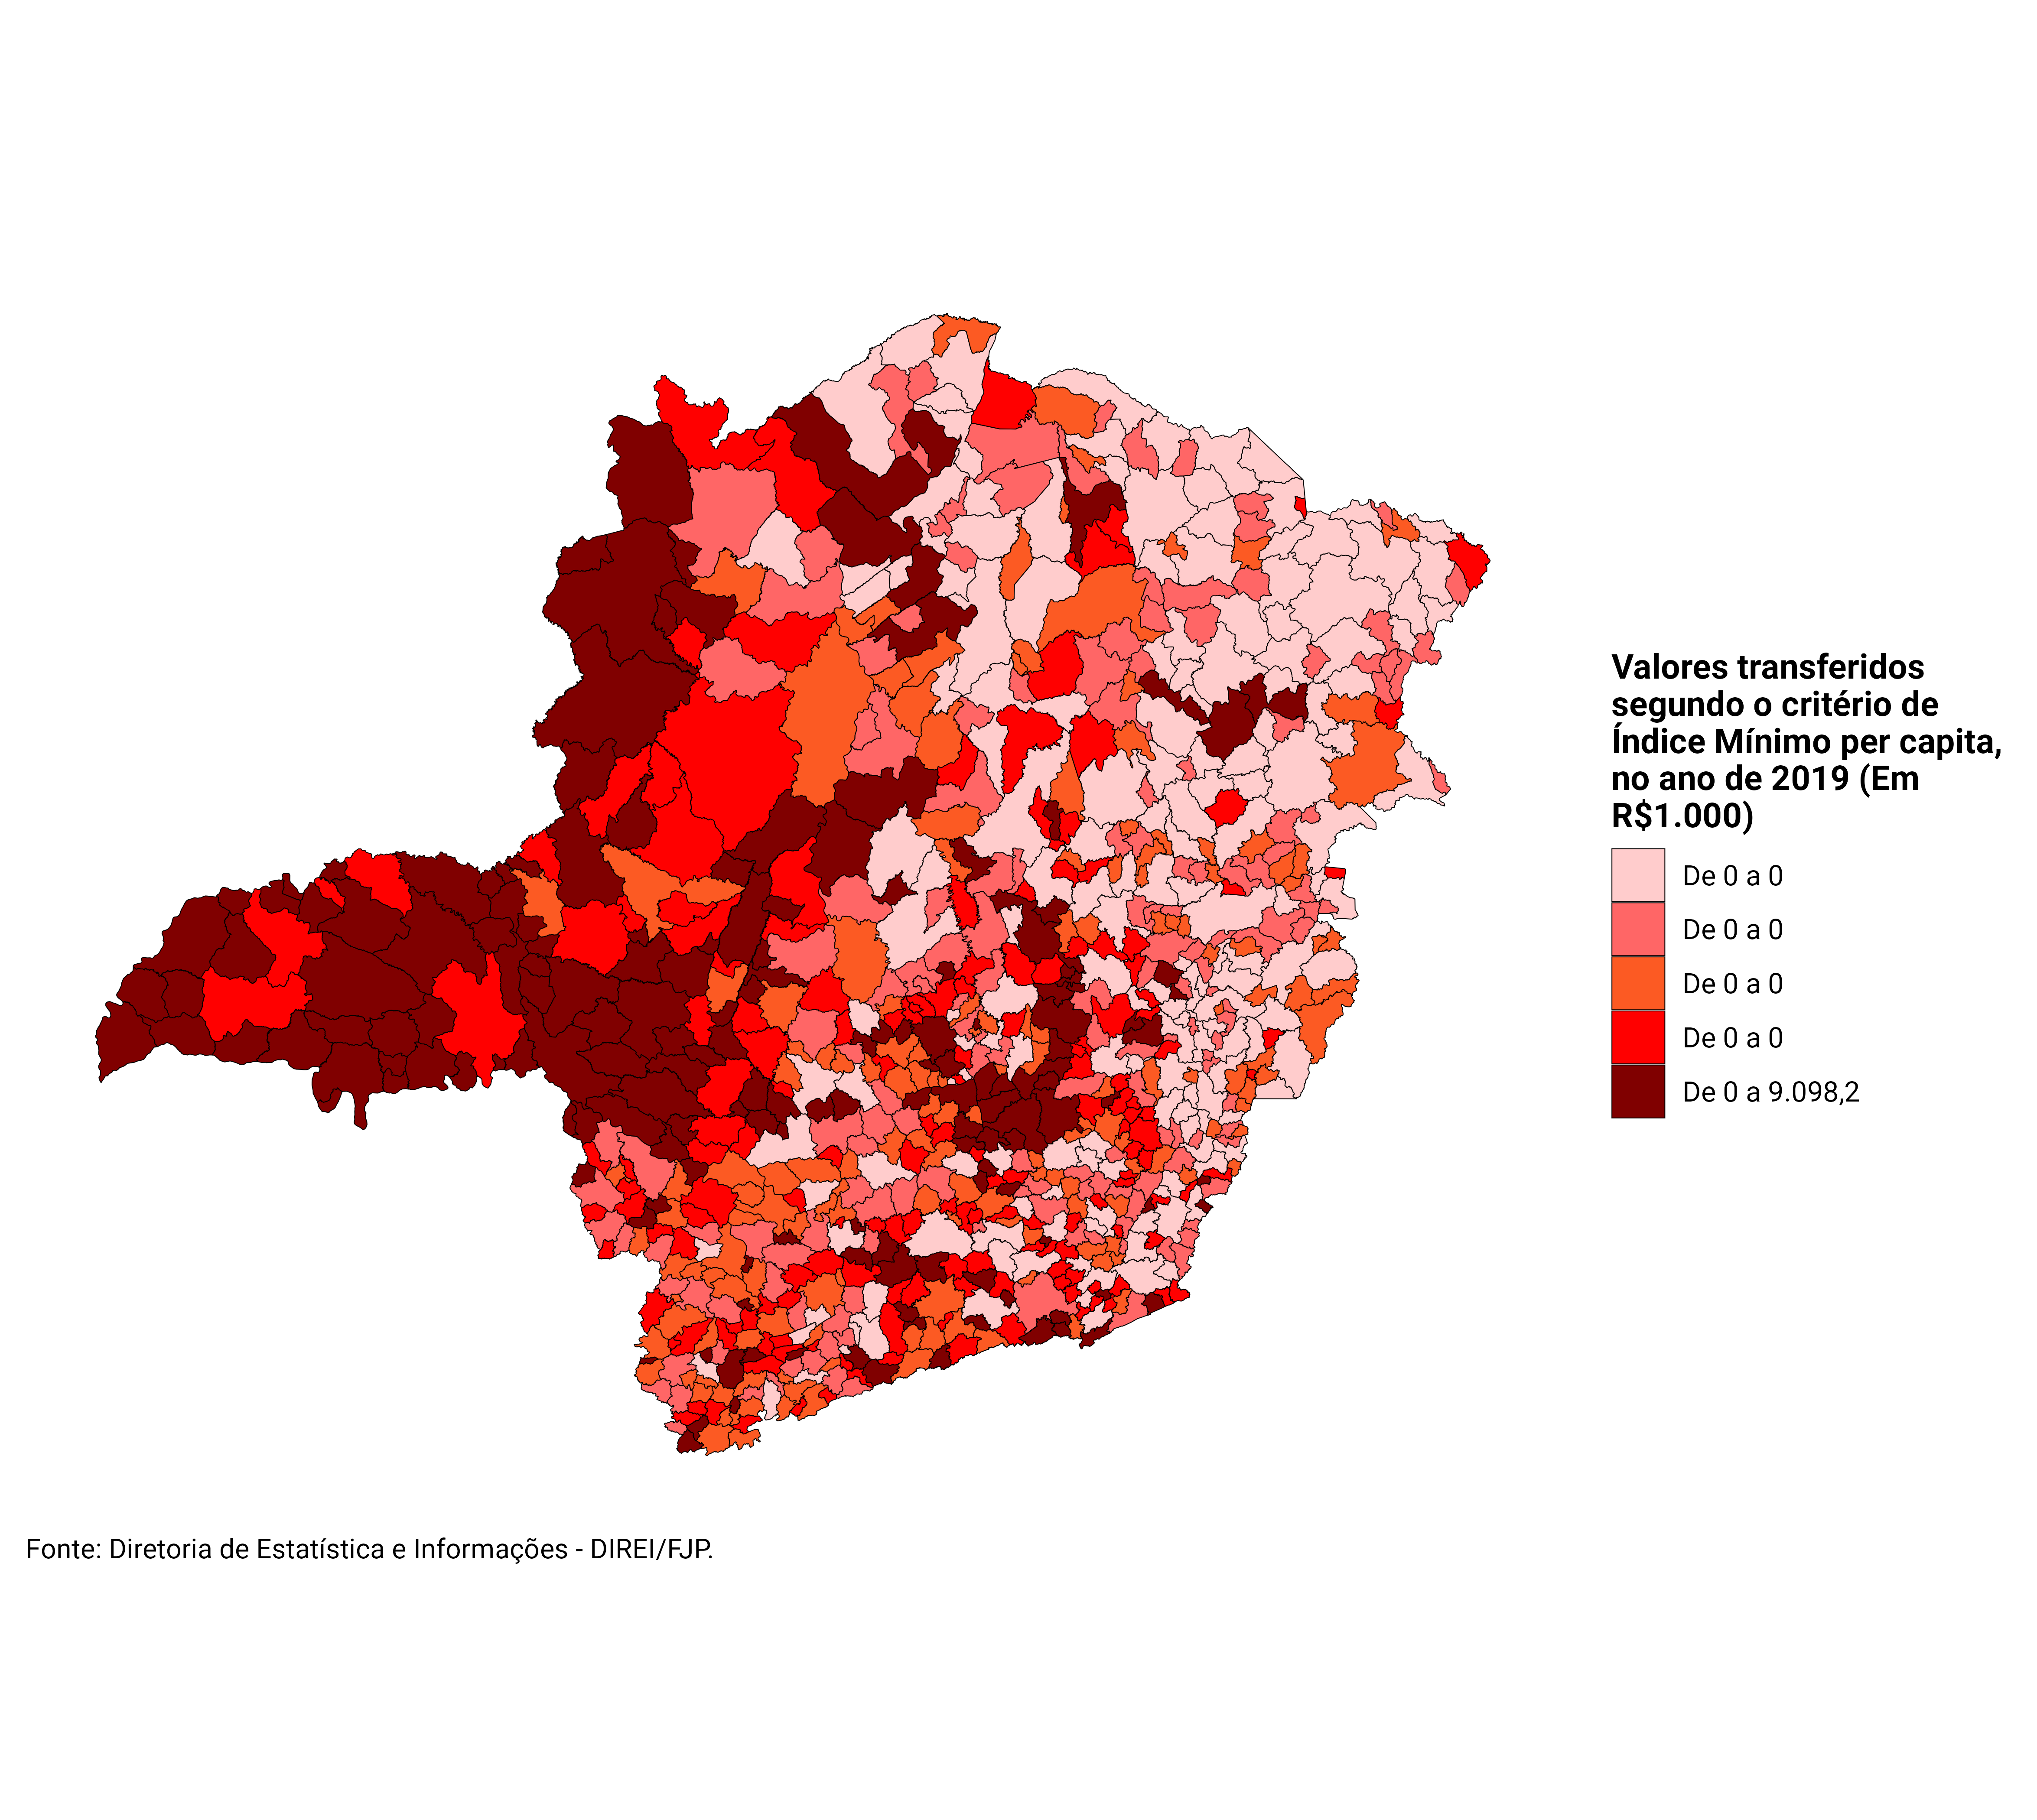 Valores transferidos
segundo o critério de
Índice Mínimo per capita,
no ano de 2019 (Em
R$1.000)
De 0 a 0
De 0 a 0
De 0 a 0
De 0 a 0
De 0 a 9.098,2
Fonte: Diretoria de Estatística e Informações - DIREI/FJP.